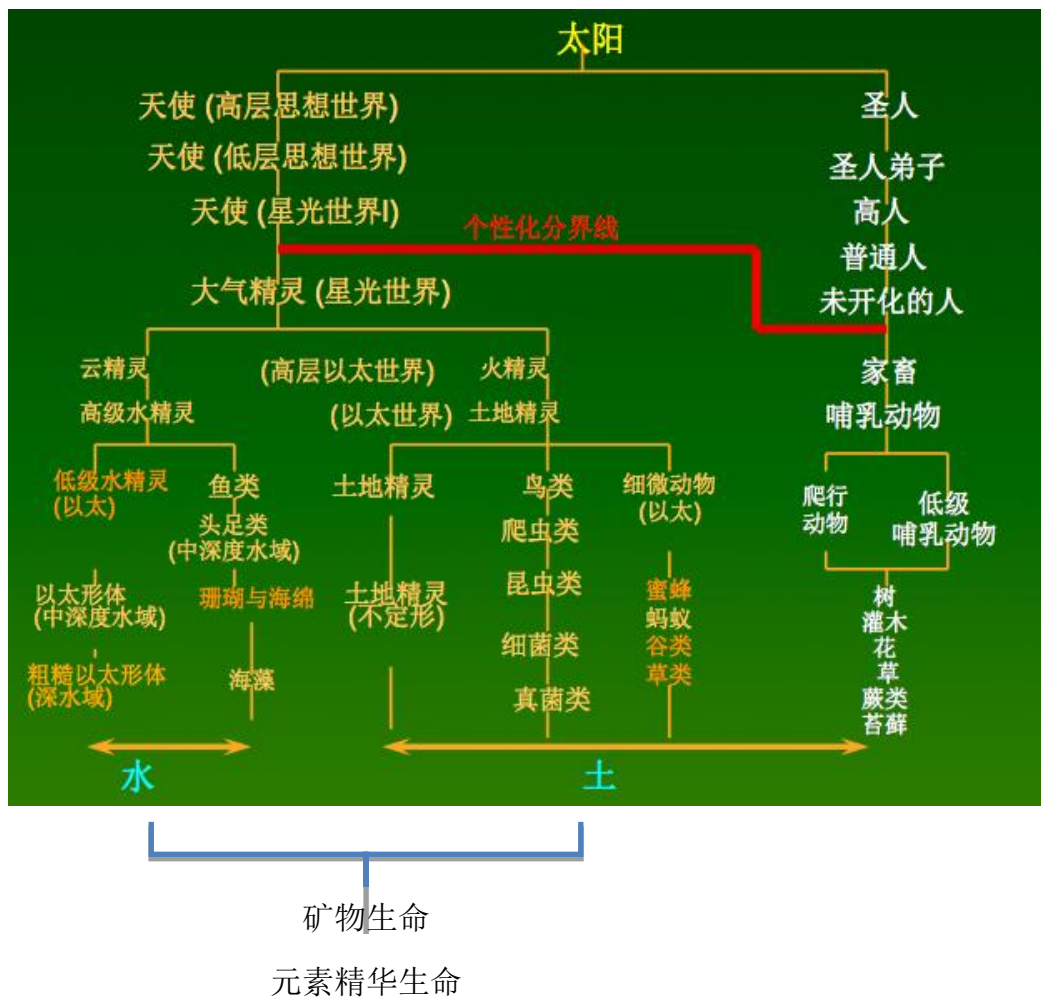 太阳
天使 (高层思想世界)
圣人
天使 (低层思想世界)
圣人弟子
天使 (星光世界I)
高人
个性化分界线
普通人
大气精灵 (星光世界)
未开化的人
云精灵
(高层以太世界)
火精灵
家畜
高级水精灵
(以太世界)
土地精灵
哺乳动物
低级水精灵
(以太)
鱼类
头足类
(中深度水域)
土地精灵
鸟类
爬虫类
细微动物
(以太)
爬行
动物
低级
哺乳动物
以太形体
(中深度水域)
珊瑚与海绵
土地精灵
(不定形)
昆虫类
蜜蜂
蚂蚁
谷类
草类
树
灌木
花
草
蕨类
苔藓
粗糙以太形体
(深水域)
海藻
细菌类
真菌类
水
土
矿物生命
元素精华生命